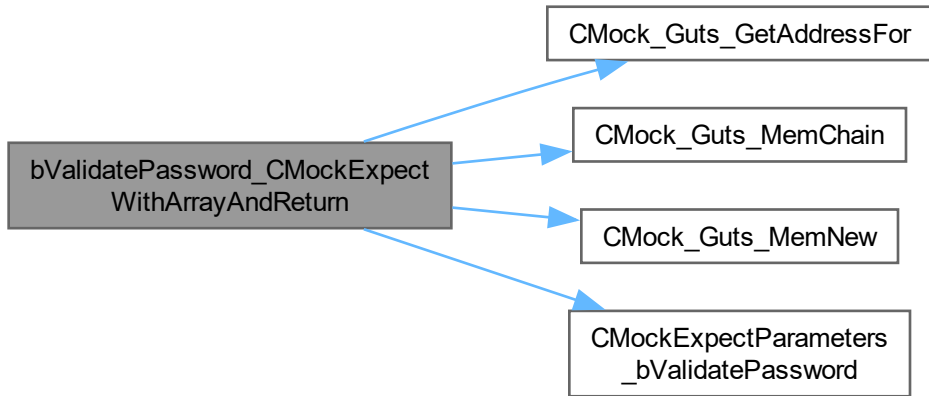 CMock_Guts_GetAddressFor
CMock_Guts_MemChain
bValidatePassword_CMockExpect
WithArrayAndReturn
CMock_Guts_MemNew
CMockExpectParameters
_bValidatePassword